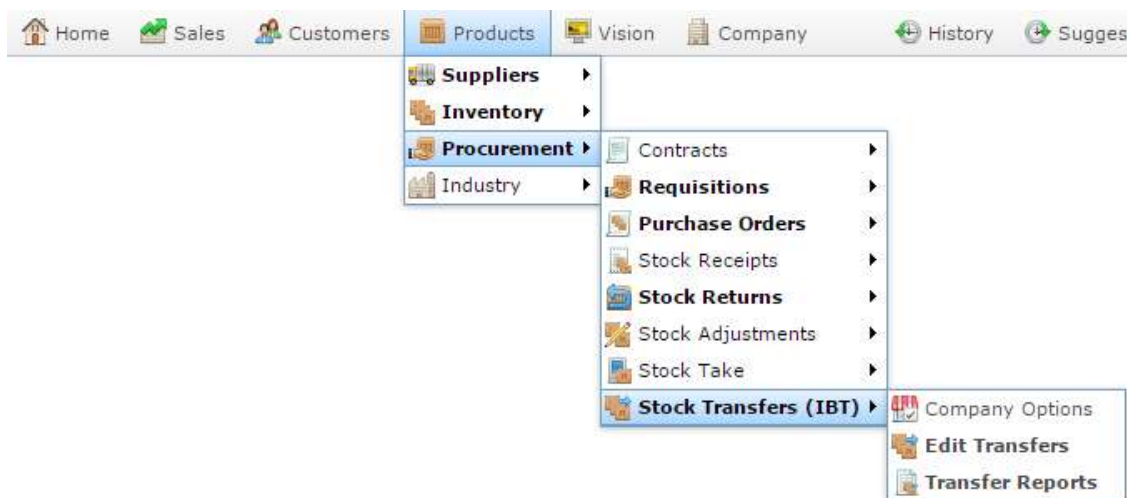 Home Sales Customers Products Vision Company History Sugges
Suppliers
Inventory
Procurement
Industry
Contracts
Requisitions
Purchase Orders
Stock Receipts
Stock Returns
Stock Adjustments
Stock Take
Stock Transfers (IBT)
Company Options
Edit Transfers
Transfer Reports